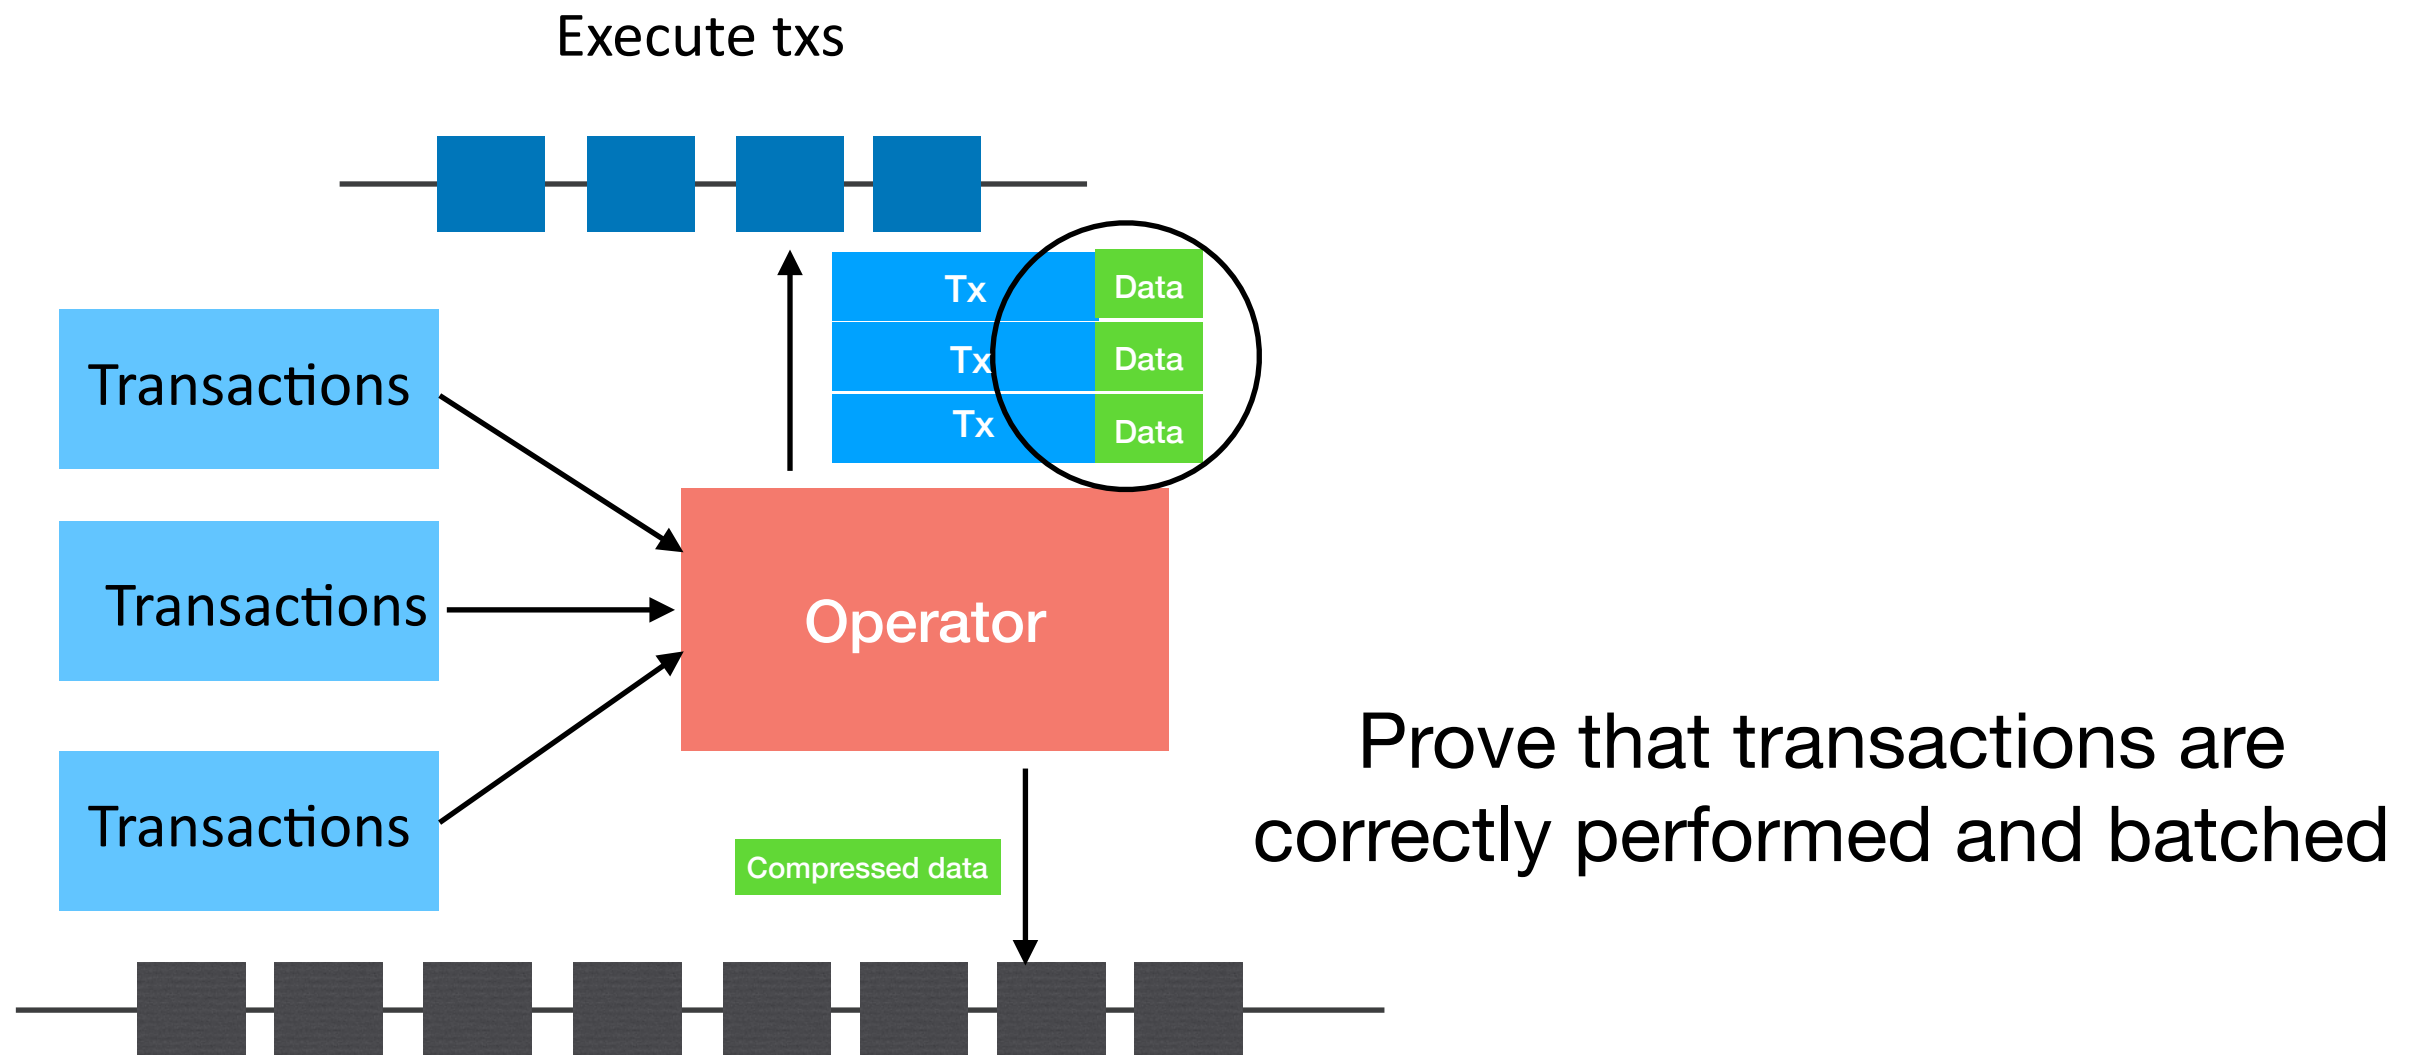 Execute txs
Tx
Data
Tx
Data
Tx
Data
Transactions
Transactions
Transactions
Operator
Prove that transactions are
correctly performed and batched
Compressed data